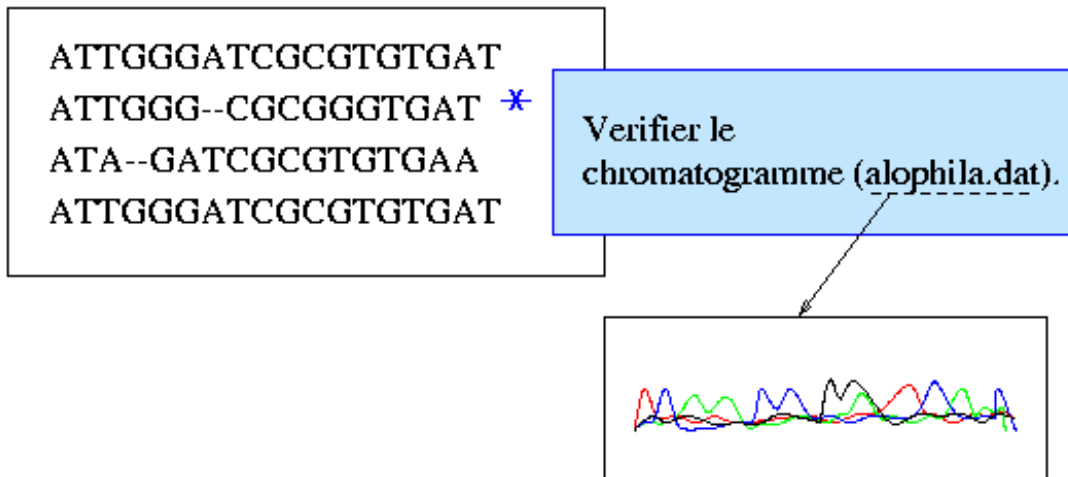 ATTGGGATCGCGTGTGAT
ATTGGG--CGCGGGTGAT
ATA--GATCGCGTGTGAA
ATTGGGATCGCGTGTGAT
Verifier le
chromatogramme (alophila.dat).